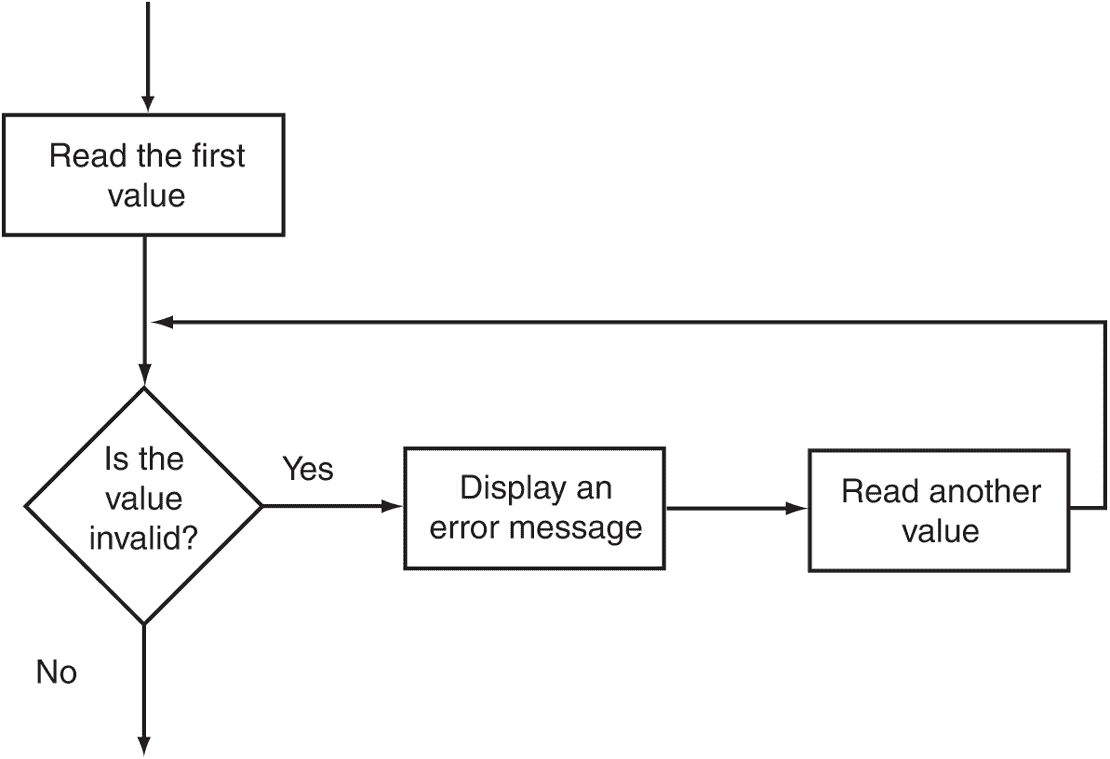 Read the first
value
Is the
value
invalid?
Yes
Display an
error message
Read another
value
No